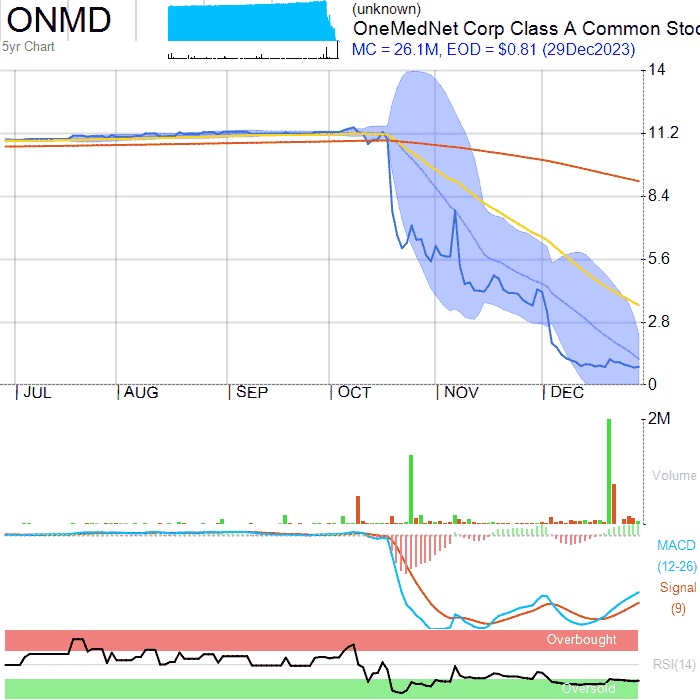 ONMD
5yr Chart
(unknown)
OneMedNet Corp Class A Common Stoc
MC = 26.1M, EOD = $0.81 (29Dec2023)
14
11.2
8.4
5.6
2.8
0
JUL AUG SEP OCT NOV DEC
2M
Volume
MACD
(12-26)
Signal
(9)
Overbought
RSI(14)
Oversold